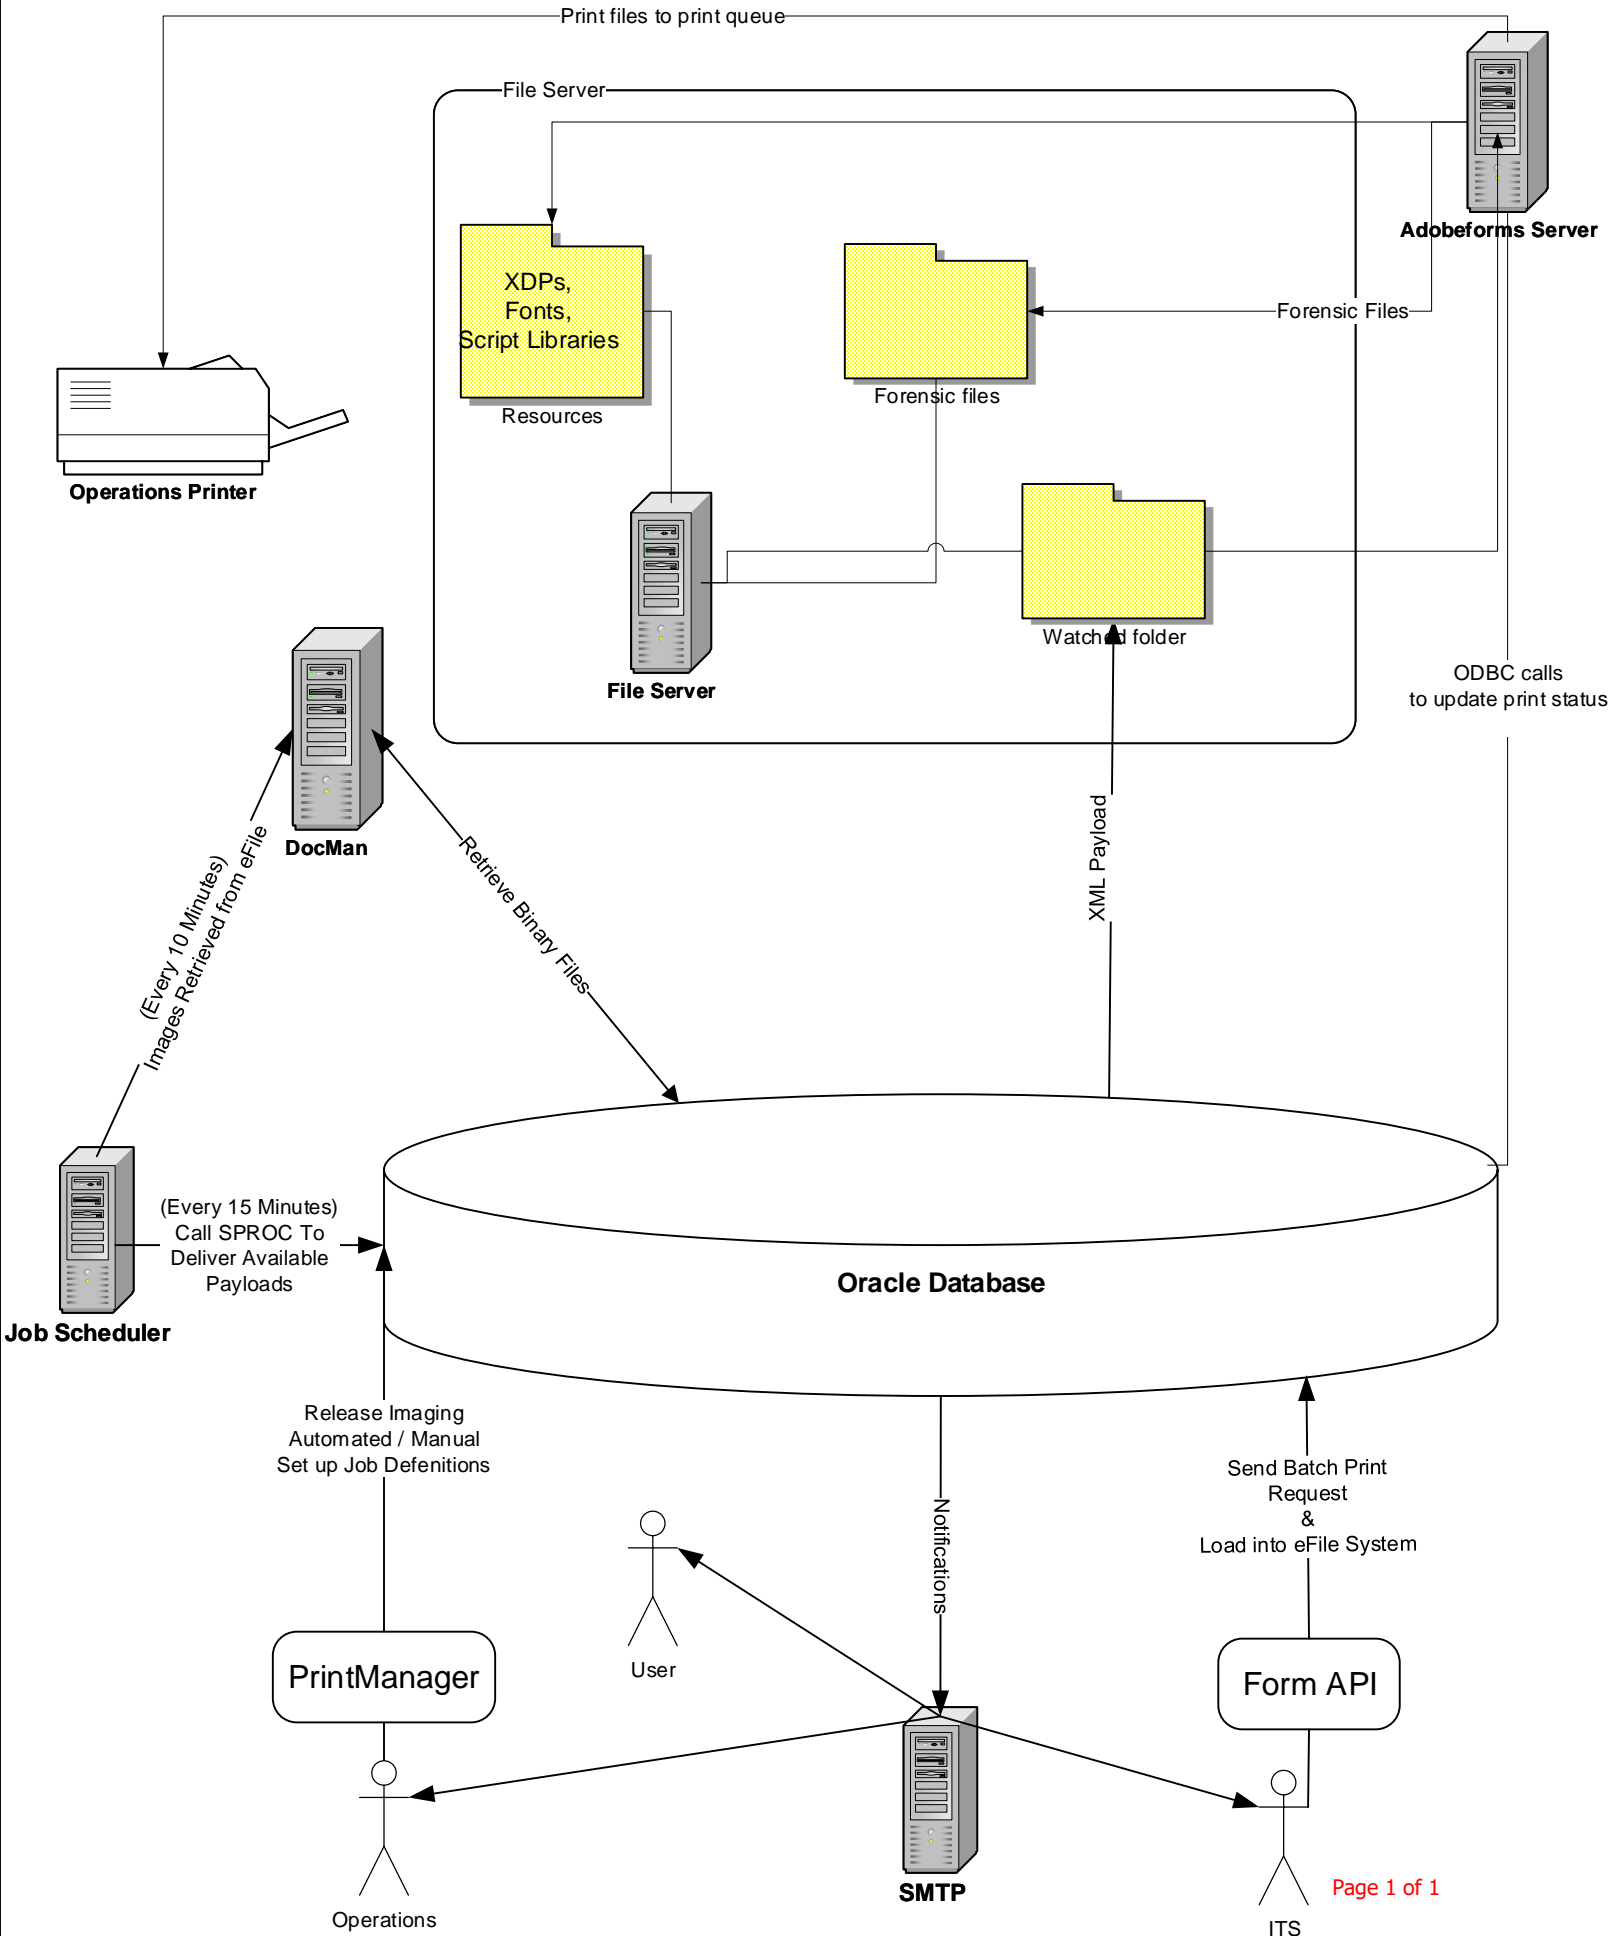 Print files to print queue
File Server
Adobeforms Server
XDPs,
Fonts,
Script Libraries
Resources
Forensic Files
Forensic files
Operations Printer
Watched folder
File Server
ODBC calls
to update print status
DocMan
Retrieve Binary Files
XML Payload
(Every 10 Minutes)
Images Retrieved from eFile
(Every 15 Minutes)
Call SPROC To
Deliver Available
Payloads
Job Scheduler
Oracle Database
Release Imaging
Automated / Manual
Set up Job Defenitions
Notifications
Send Batch Print
Request
&
Load into eFile System
User
PrintManager
Form API
Operations
SMTP
Page 1 of 1
ITS